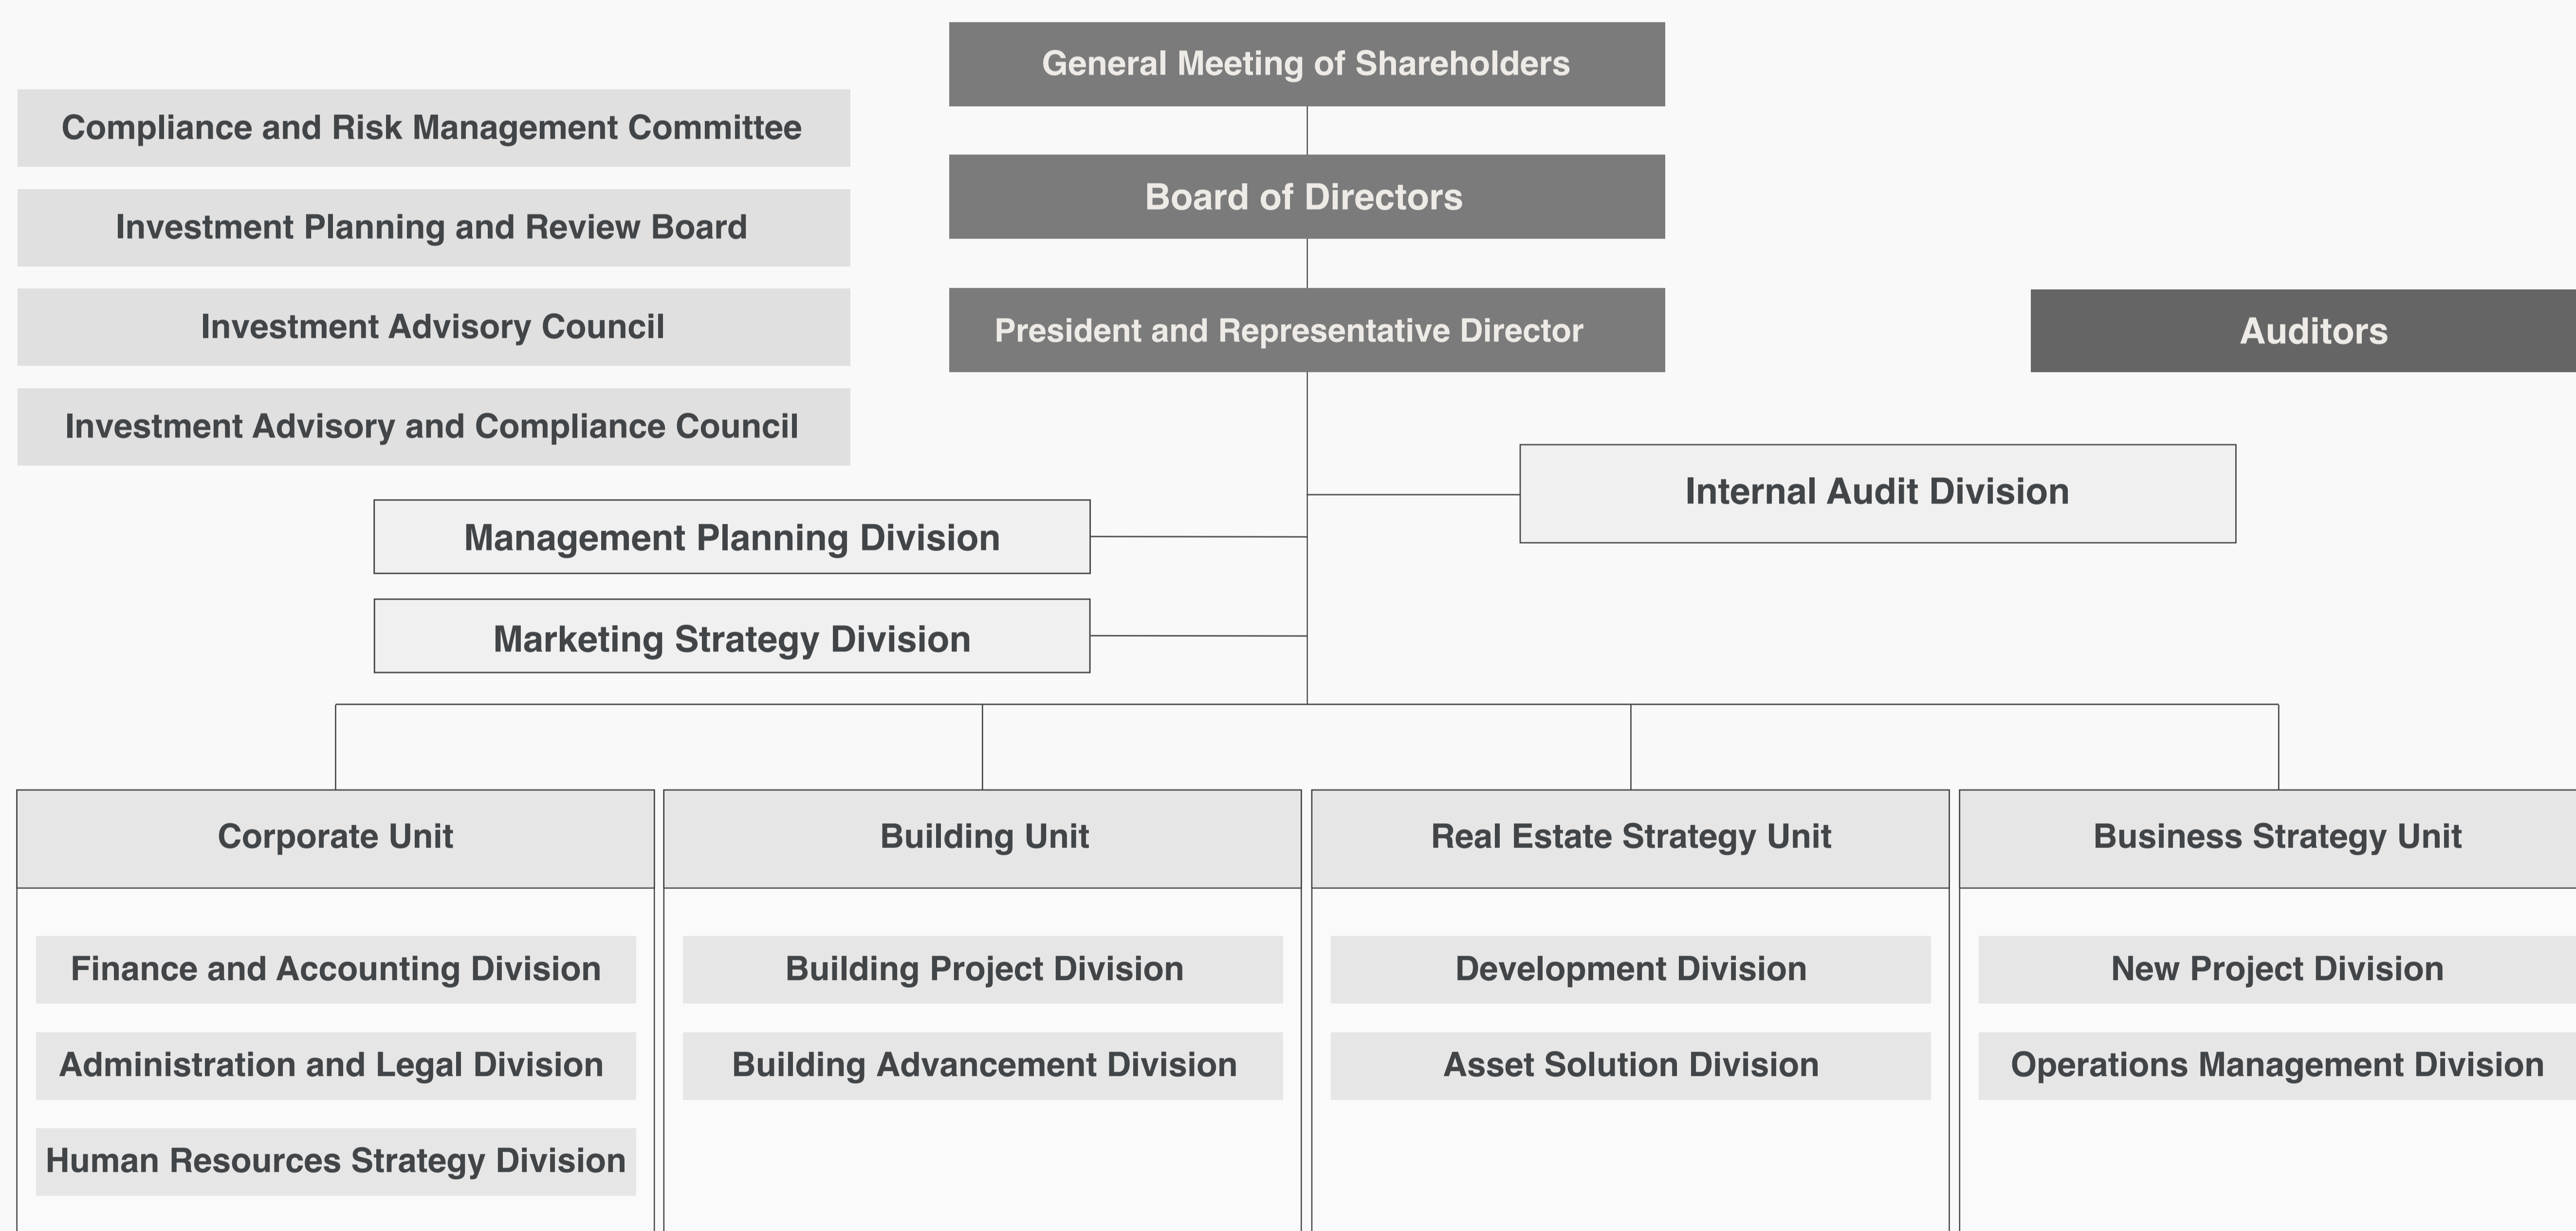 General Meeting of Shareholders
Compliance and Risk Management Committee
Board of Directors
Investment Planning and Review Board
Investment Advisory Council
President and Representative Director
Auditors
Investment Advisory and Compliance Council
Internal Audit Division
Management Planning Division
Marketing Strategy Division
Corporate Unit
Building Unit
Real Estate Strategy Unit
Business Strategy Unit
Finance and Accounting Division
Building Project Division
Development Division
New Project Division
Administration and Legal Division
Building Advancement Division
Asset Solution Division
Operations Management Division
Human Resources Strategy Division